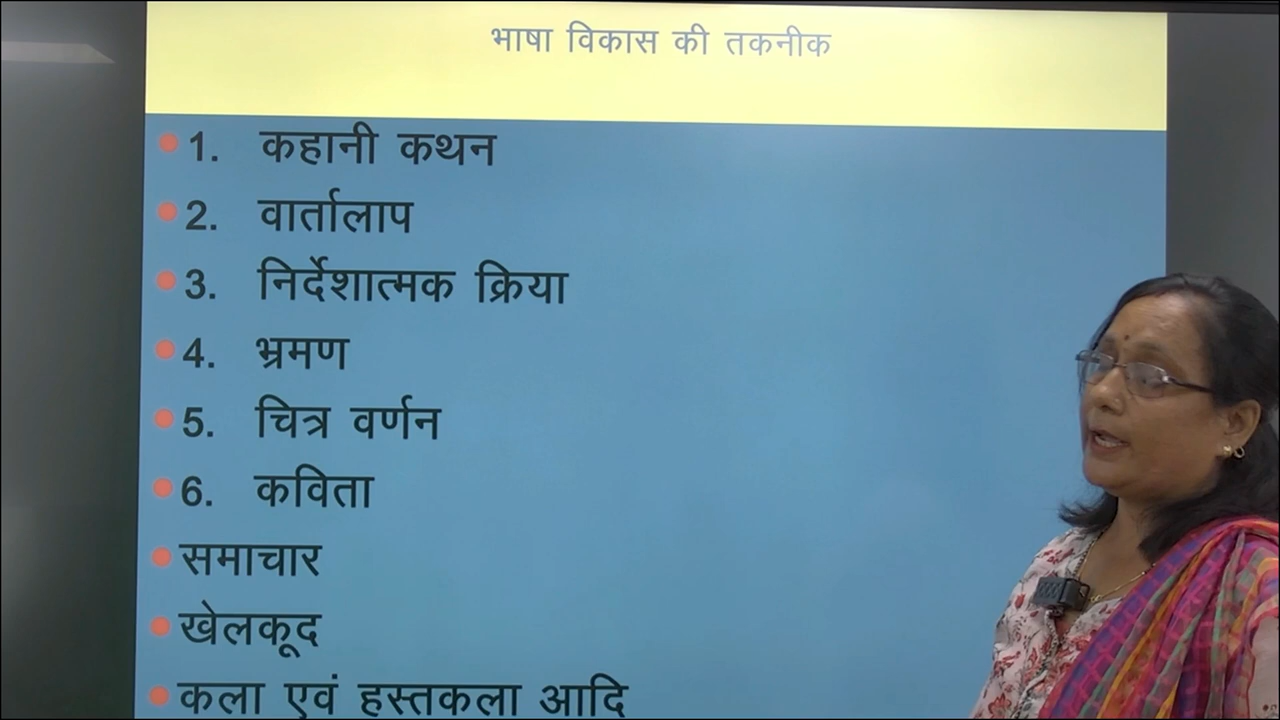 भाषा विकास की तकनीक
1. कहानी कथन
2. वार्तालाप
3. निर्देशात्मक क्रिया
4. भ्रमण
5. चित्र वर्णन
6. कविता
समाचार
खेलकूद
कला एवं हस्तकला आदि